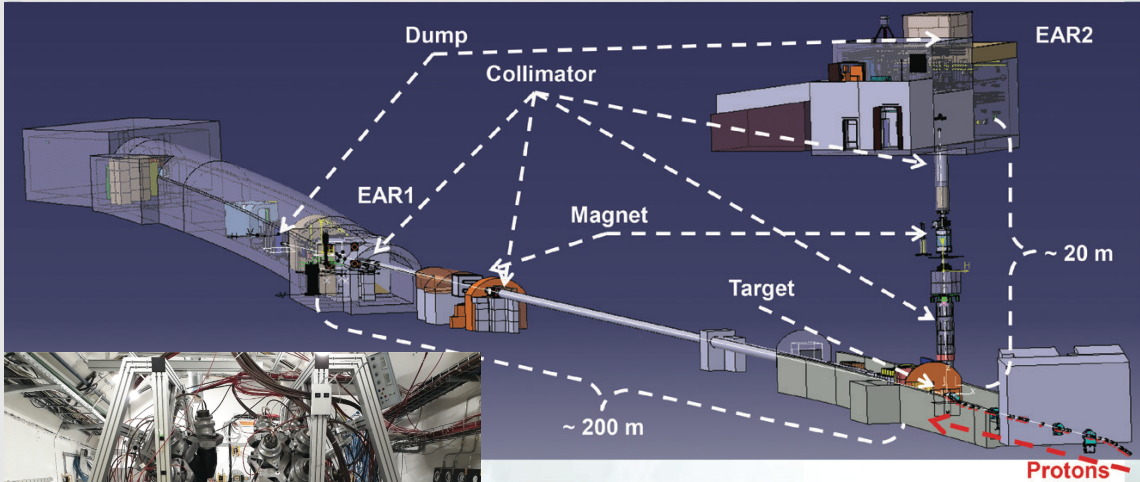 Dump
EAR2
Collimator
EAR1
Magnet
~ 20 m
Target
~ 200 m
Protons